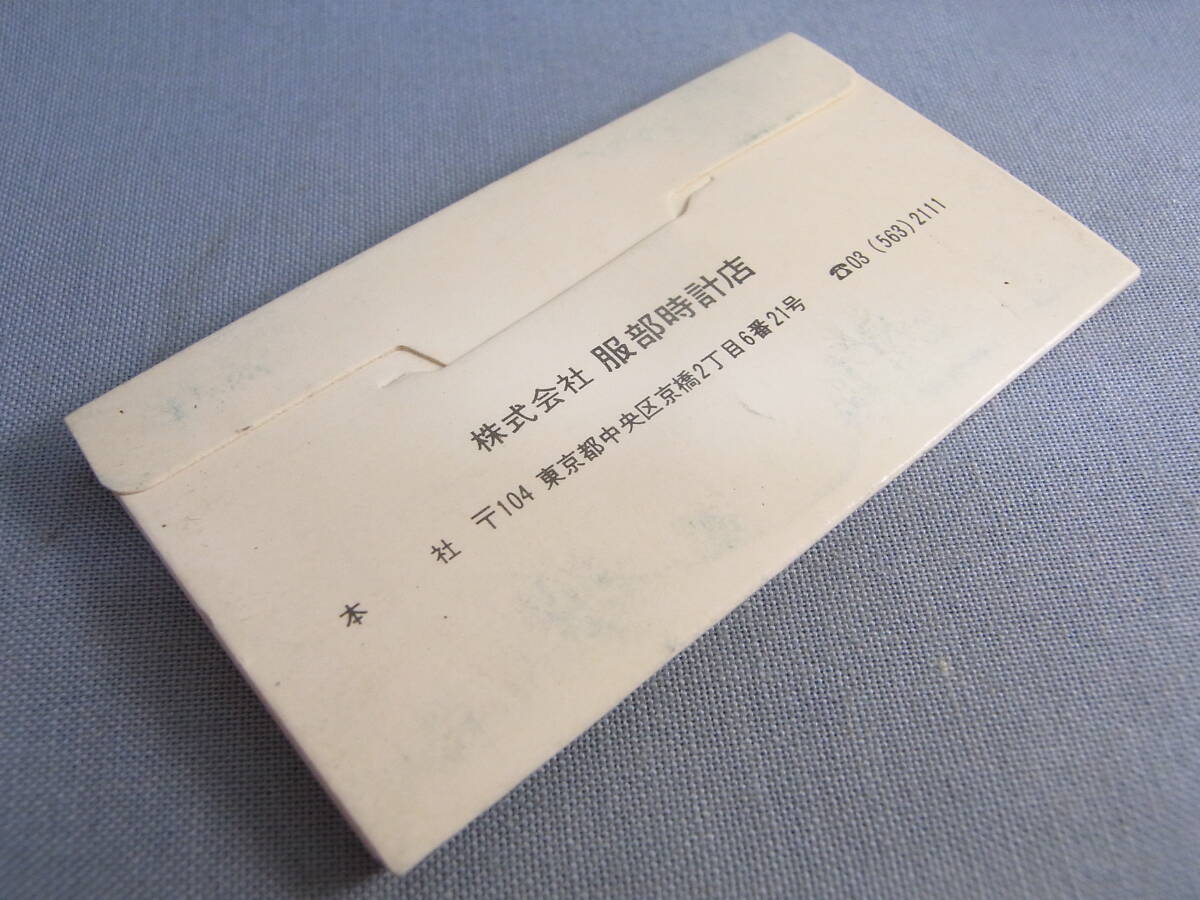 株式会社 服部時計店
本社 〒104 東京都中央区京橋2丁目6番21号 ☎03 (563) 2111